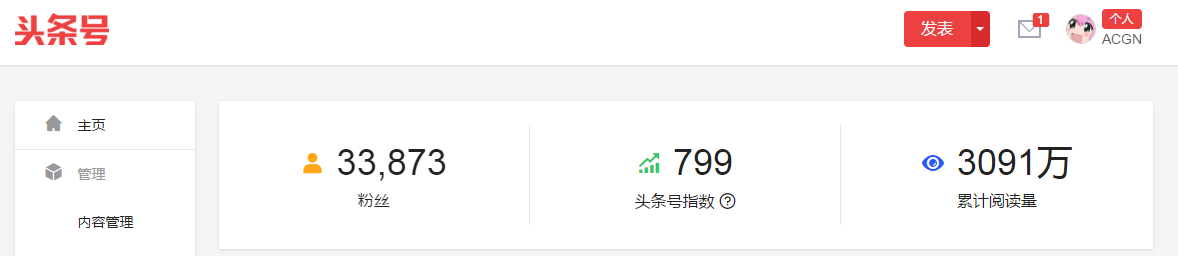 头条号
发表
1
个人
ACGN
主页
管理
内容管理
33,873
粉丝
799
头条号指数 ?
3091万
累计阅读量